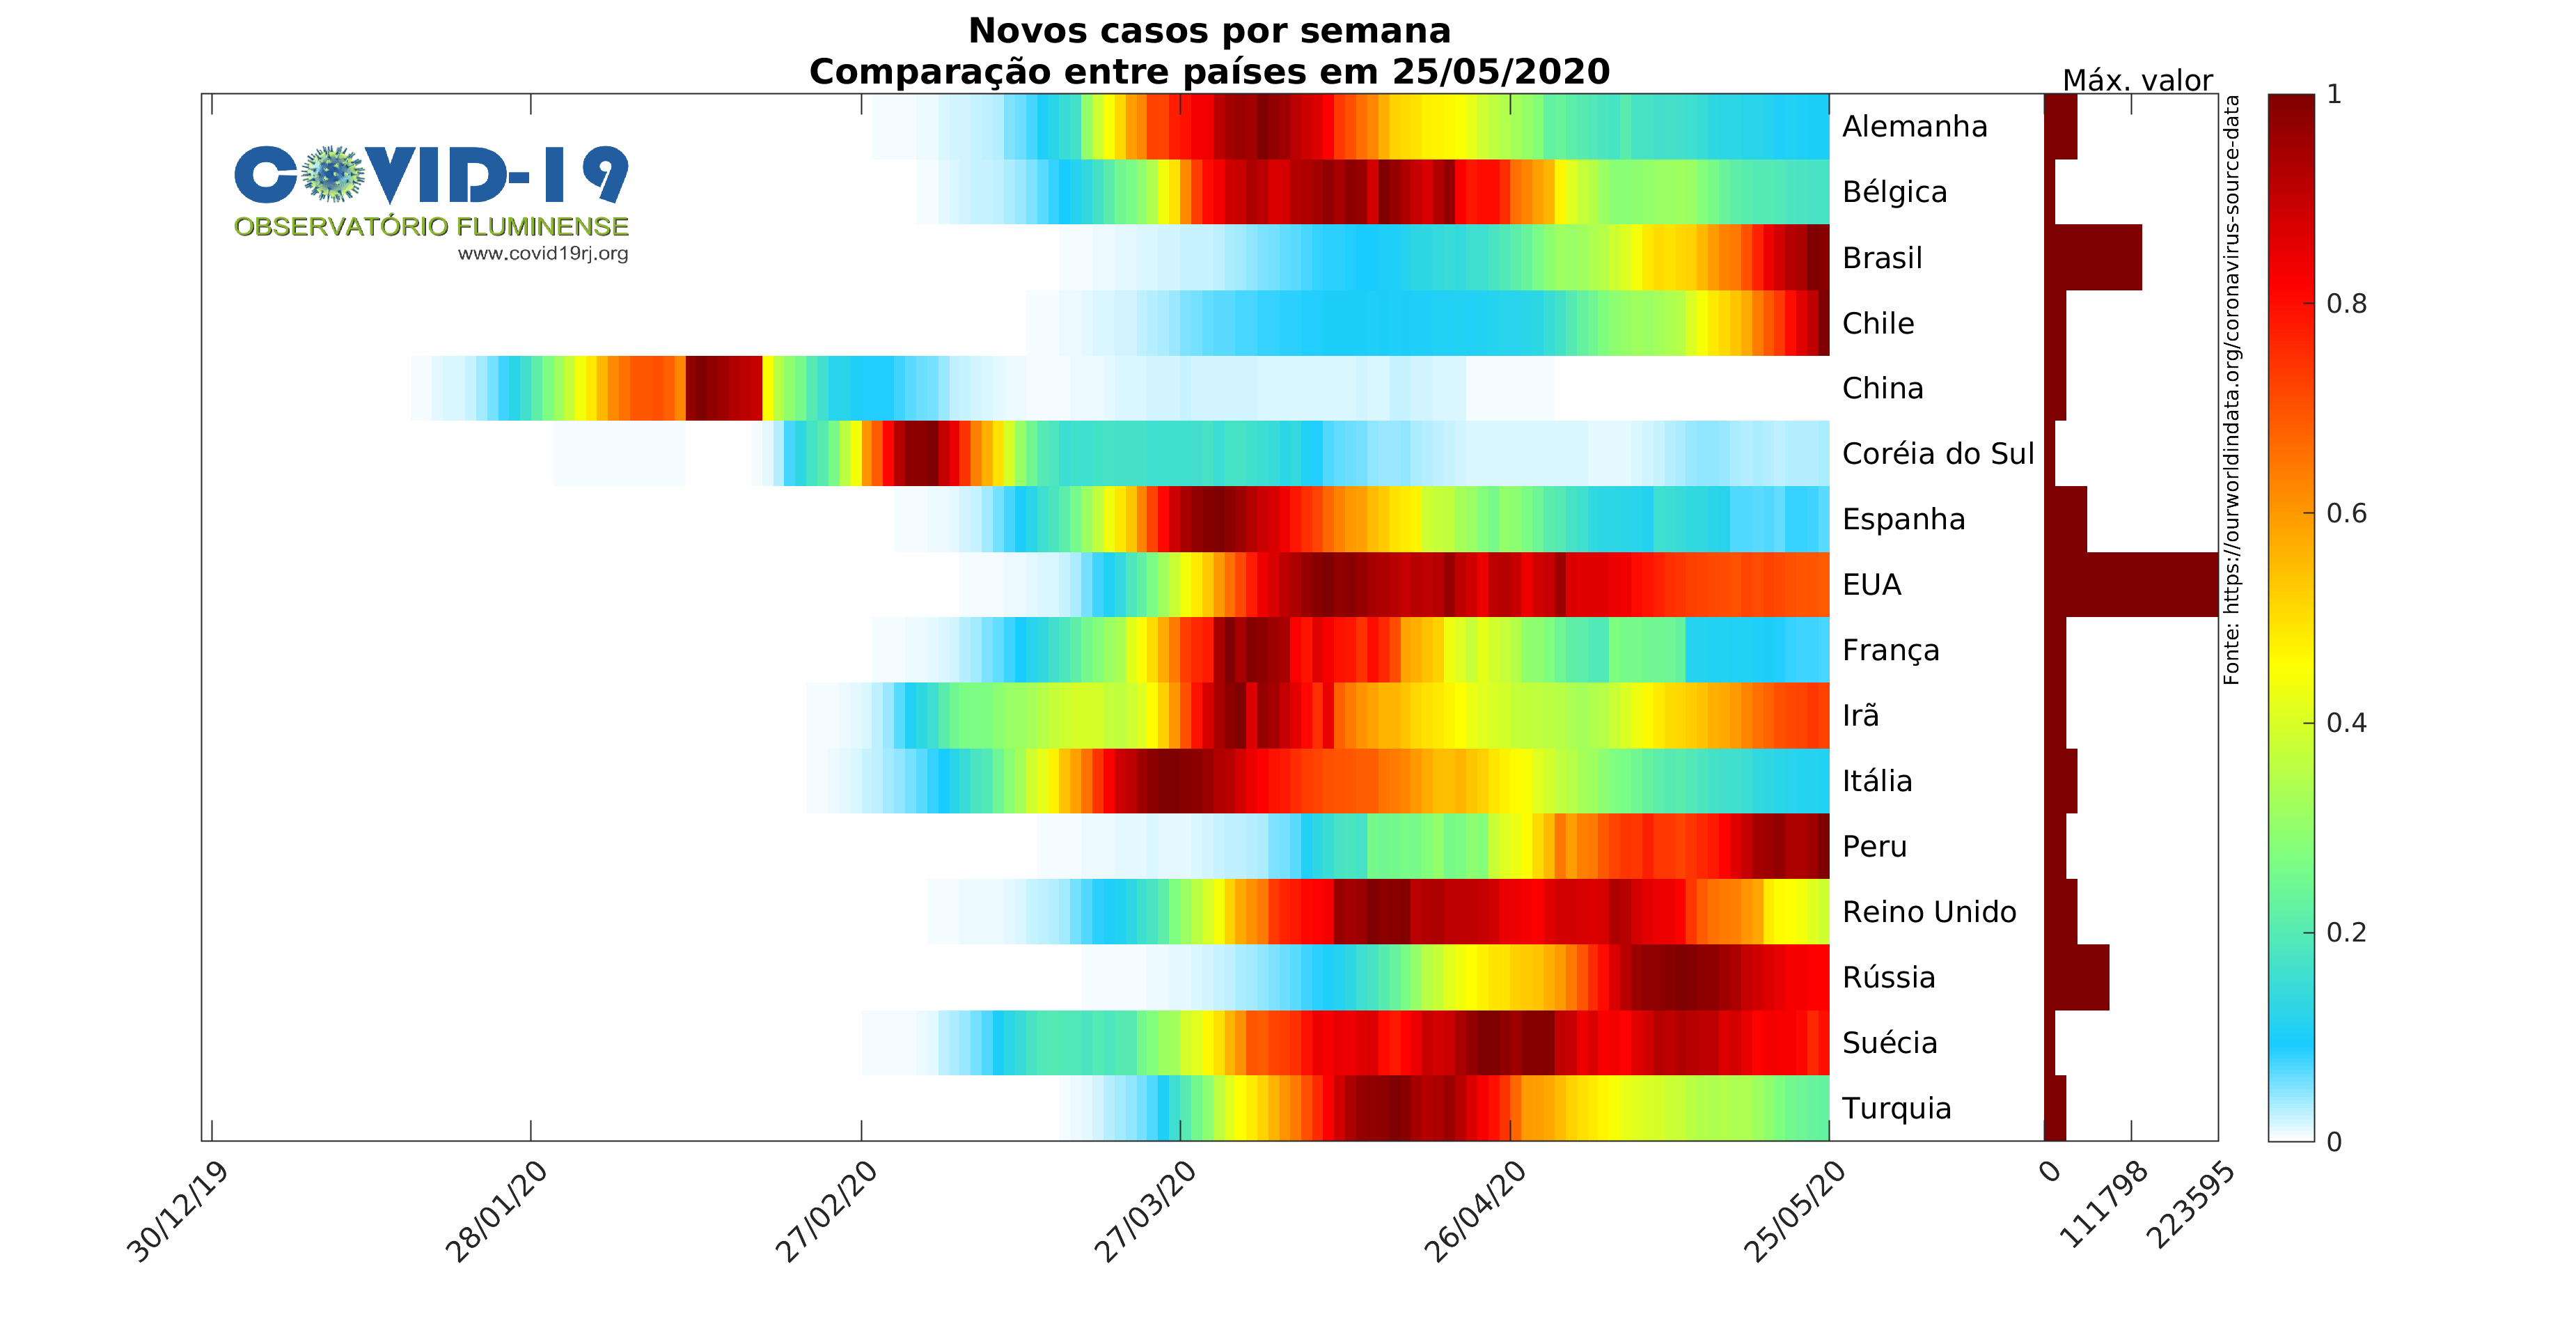 Novos casos por semana
Comparação entre países em 25/05/2020
Máx. valor
COVID-19
OBSERVATÓRIO FLUMINENSE
www.covid19rj.org
Alemanha
Bélgica
Brasil
Chile
China
Coréia do Sul
Espanha
EUA
França
Irã
Itália
Peru
Reino Unido
Rússia
Suécia
Turquia
Fonte: https://ourworldindata.org/coronavirus-source-data
1
0.8
0.6
0.4
0.2
0
30/12/19
28/01/20
27/02/20
27/03/20
26/04/20
25/05/20
0
111798
223595